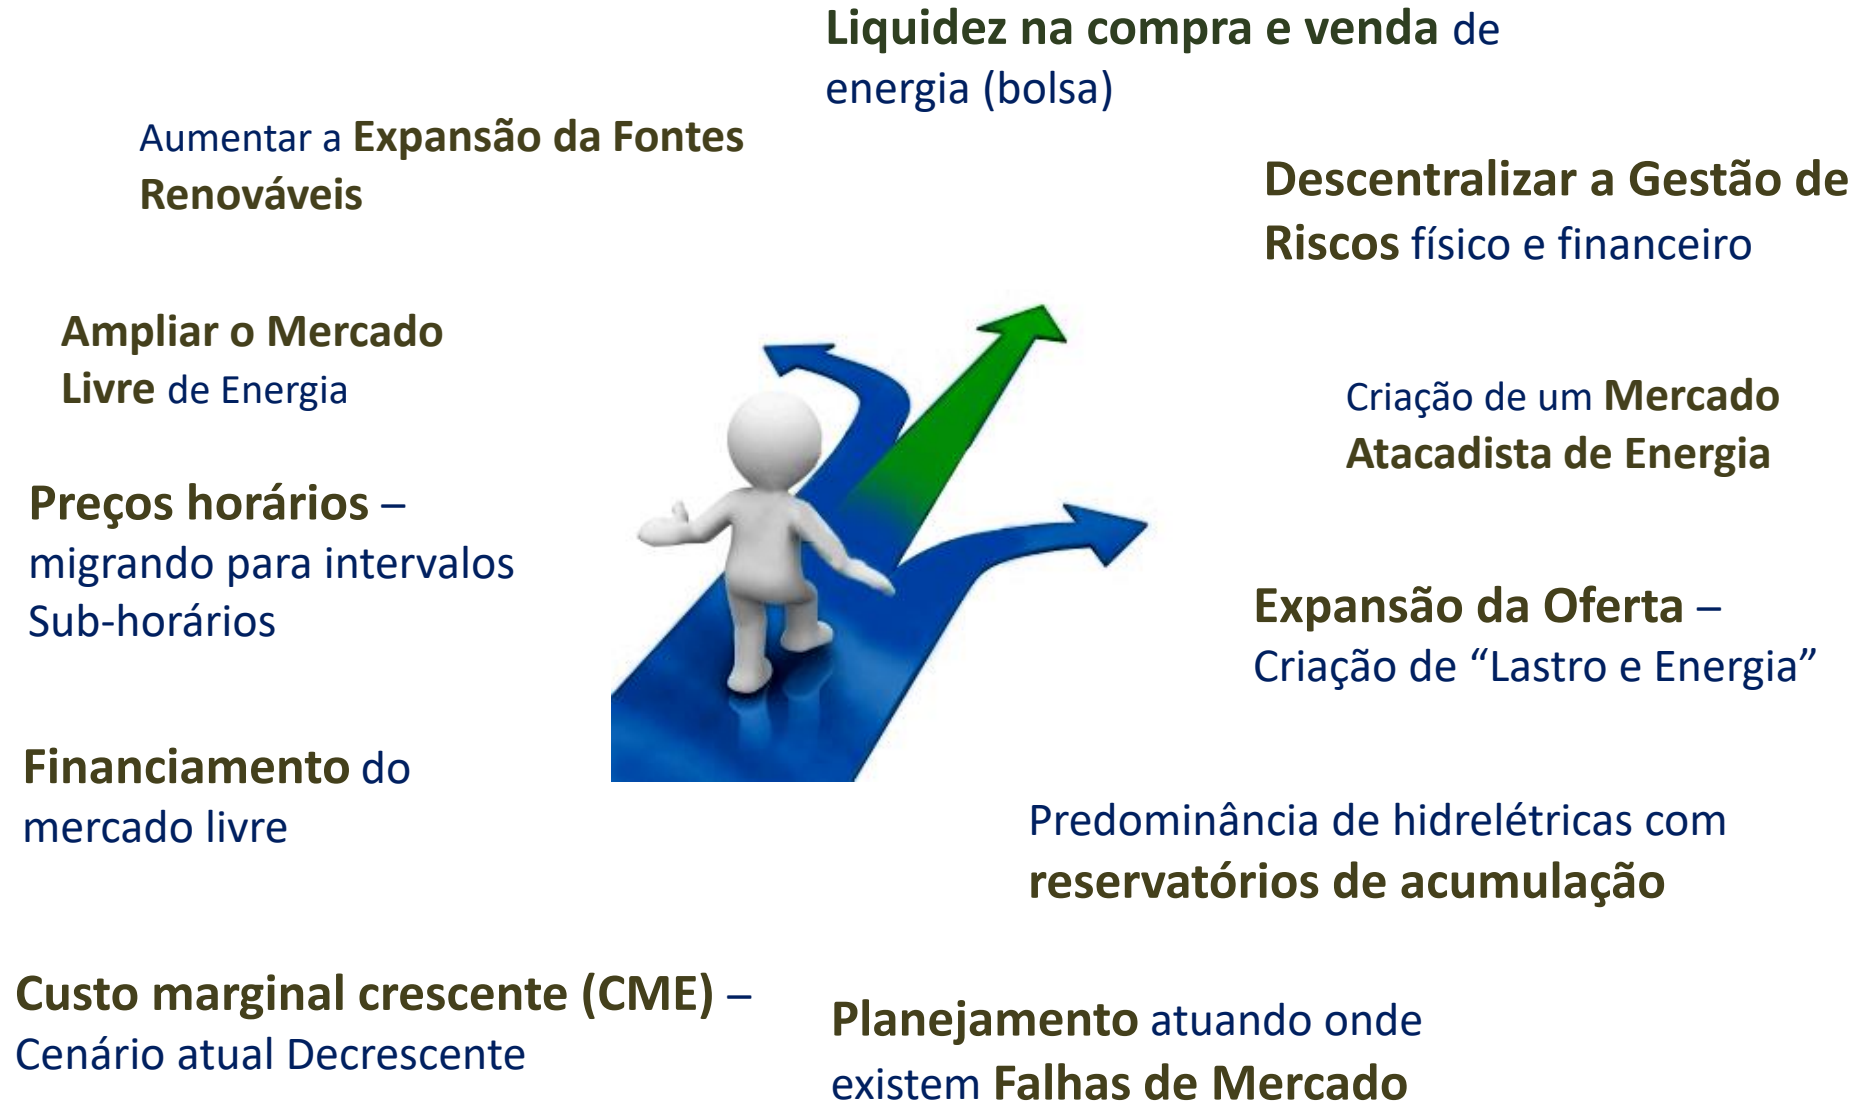 Liquidez na compra e venda de
energia (bolsa)
Aumentar a Expansão da Fontes
Renováveis
Descentralizar a Gestão de
Riscos físico e financeiro
Ampliar o Mercado
Livre de Energia
Criação de um Mercado
Atacadista de Energia
Preços horários –
migrando para intervalos
Sub-horários
Expansão da Oferta –
Criação de “Lastro e Energia”
Financiamento do
mercado livre
Predominância de hidrelétricas com
reservatórios de acumulação
Custo marginal crescente (CME) –
Cenário atual Decrescente
Planejamento atuando onde
existem Falhas de Mercado